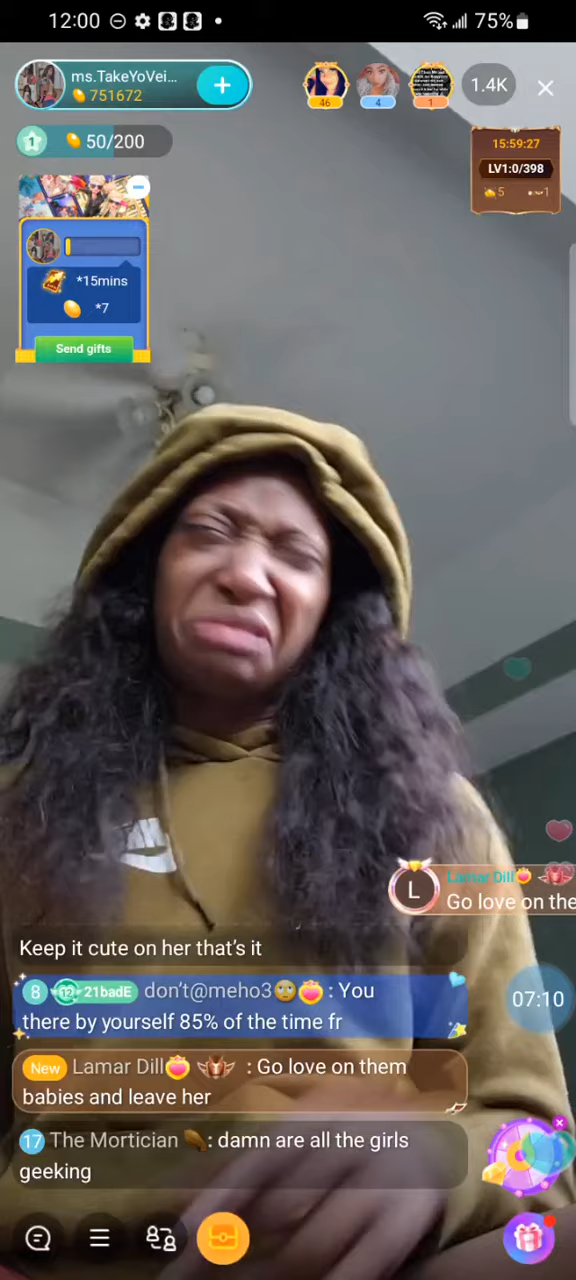 12:00
75%
ms.TakeYoVei...
751672
46
4
1
1.4K
1
50/200
15:59:27
LV1:0/398
5
1
*15mins
*7
Send gifts
L
Lamar Dill
Go love on the
Keep it cute on her that's it
8 12 21badE don't@meho3 : You
there by yourself 85% of the time fr
07:10
New Lamar Dill : Go love on them
babies and leave her
17 The Mortician : damn are all the girls
geeking